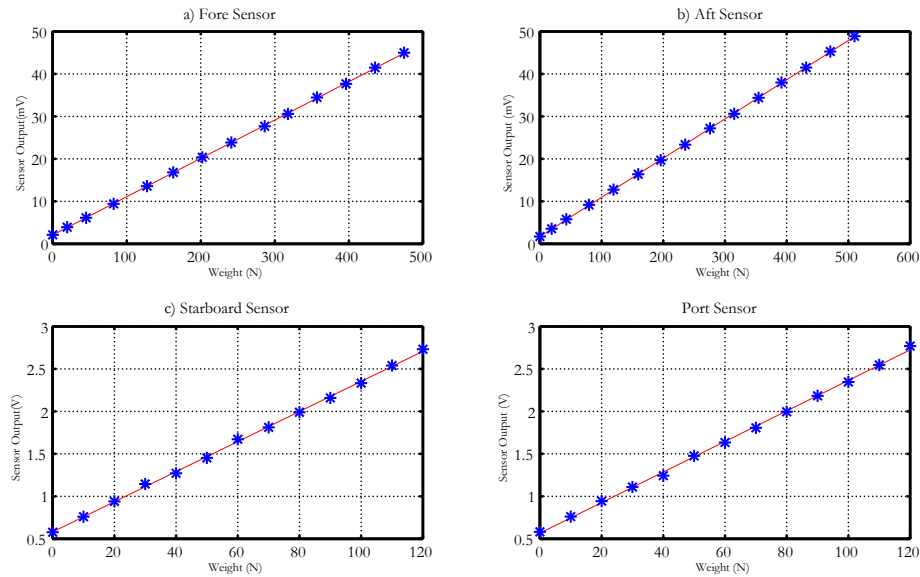 a) Fore Sensor
50
40
30
20
10
0
Sensor Output(mV)
0 100 200 300 400 500
Weight (N)
b) Aft Sensor
50
40
30
20
10
0
Sensor Output (mV)
0 100 200 300 400 500 600
Weight (N)
c) Starboard Sensor
3
2.5
2
1.5
1
0.5
Sensor Output(V)
0 20 40 60 80 100 120
Weight (N)
Port Sensor
3
2.5
2
1.5
1
0.5
Sensor Output (V)
0 20 40 60 80 100 120
Weight (N)